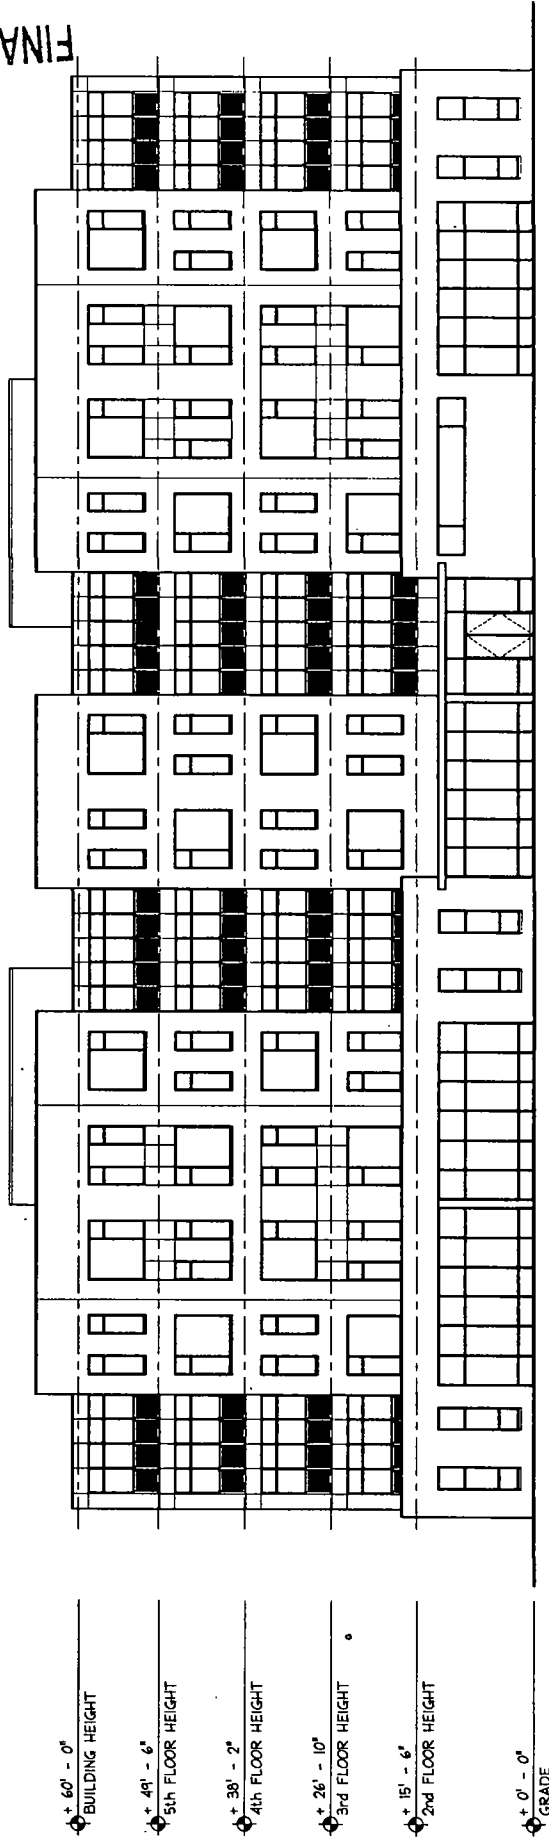 FINA
+ 60' - 0"
BUILDING HEIGHT
+ 49' - 6"
5th FLOOR HEIGHT
+ 38' - 2"
4th FLOOR HEIGHT
+ 26' - 10"
3rd FLOOR HEIGHT
+ 15' - 6"
2nd FLOOR HEIGHT
+ 0' - 0"
GRADE